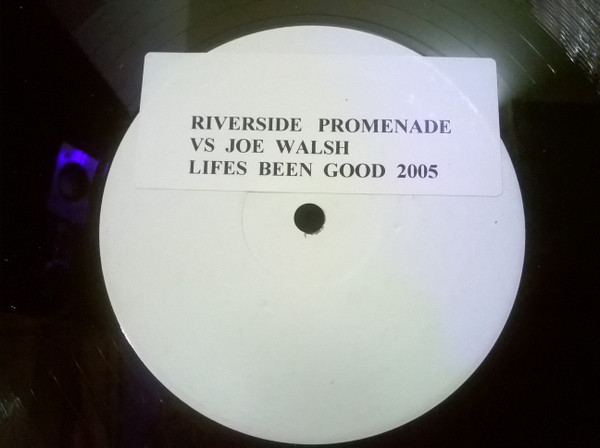 RIVERSIDE PROMENADE
VS JOE WALSH
LIFES BEEN GOOD 2005